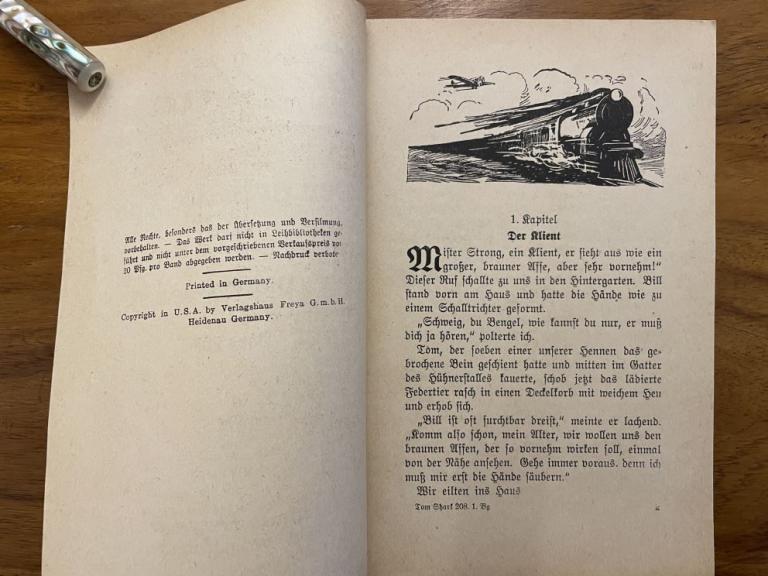 Alle Rechte, besonders das der Übersetzung und Verfilmung,
vorbehalten. — Das Werk darf nicht in Leihbibliotheken ge-
führt und nicht unter dem vorgeschriebenen Verkaufspreis vo
20 Pfg. pro Band abgegeben werden. — Nachdruck verbote
Printed in Germany.
Copyright in U.S.A. by Verlagshaus Freya G.m.b.H.
Heidenau Germany.
1. Kapitel
Der Klient
Mister Strong, ein Klient, er sieht aus wie ein
großer, brauner Affe, aber sehr vornehm!“
Dieser Ruf schallte zu uns in den Hintergarten. Bill
stand vorn am Haus und hatte die Hände wie zu
einem Schalltrichter geformt.
„Schweig, du Bengel, wie kannst du nur, er muß
dich ja hören,“ polterte ich.
Tom, der soeben einer unserer Hennen das ge-
brochene Bein geschient hatte und mitten im Gatter
des Hühnerstalles kauerte, schob jetzt das lädierte
Federtier rasch in einen Deckelkorb mit weichem Heu
und erhob sich.
„Bill ist oft furchtbar dreist,“ meinte er lachend.
„Komm also schon, mein Alter, wir wollen uns den
braunen Affen, der so vornehm wirken soll, einmal
von der Nähe ansehen. Gehe immer voraus, denn ich
muß mir erst die Hände säubern.“
Wir eilten ins Haus
Tom Shark 208. 1. Bg